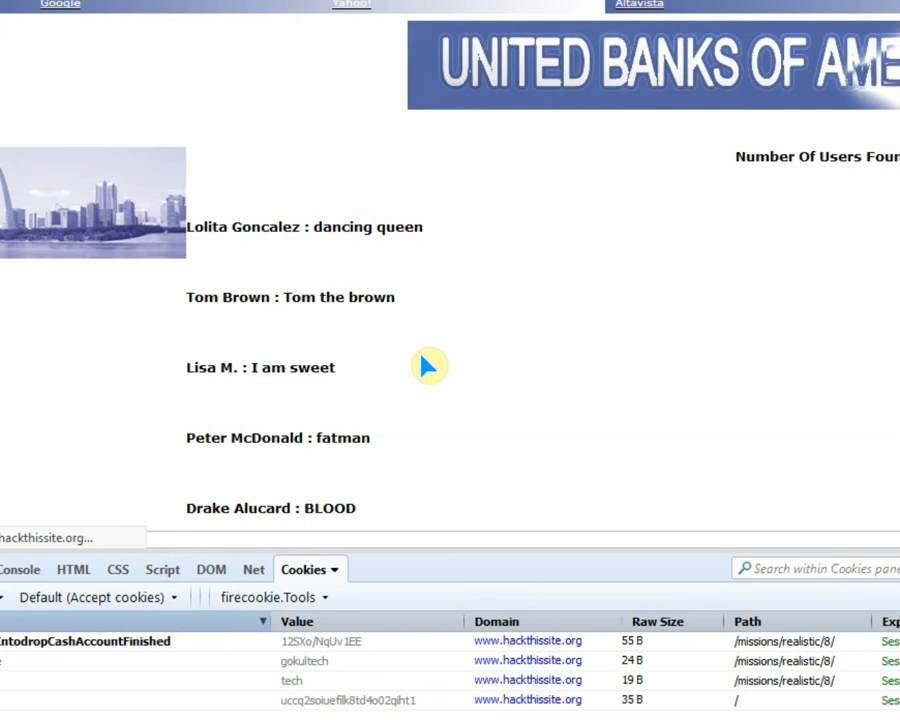 Google Yahoo! Altavista
UNITED BANKS OF AME
Number Of Users Foun
Lolita Goncalez : dancing queen
Tom Brown : Tom the brown
Lisa M. : I am sweet
Peter McDonald : fatman
Drake Alucard : BLOOD
hackthissite.org...
Console HTML CSS Script DOM Net Cookies
Default (Accept cookies) firecookie.Tools Search within Cookies pane
Value Domain Raw Size Path Exp
IntodropCashAccountFinished 12SXo/NqUv1EE www.hackthissite.org 55 B /missions/realistic/8/ Ses
e gokultech www.hackthissite.org 24 B /missions/realistic/8/ Ses
tech www.hackthissite.org 19 B /missions/realistic/8/ Ses
www.hackthissite.org 35 B / Ses